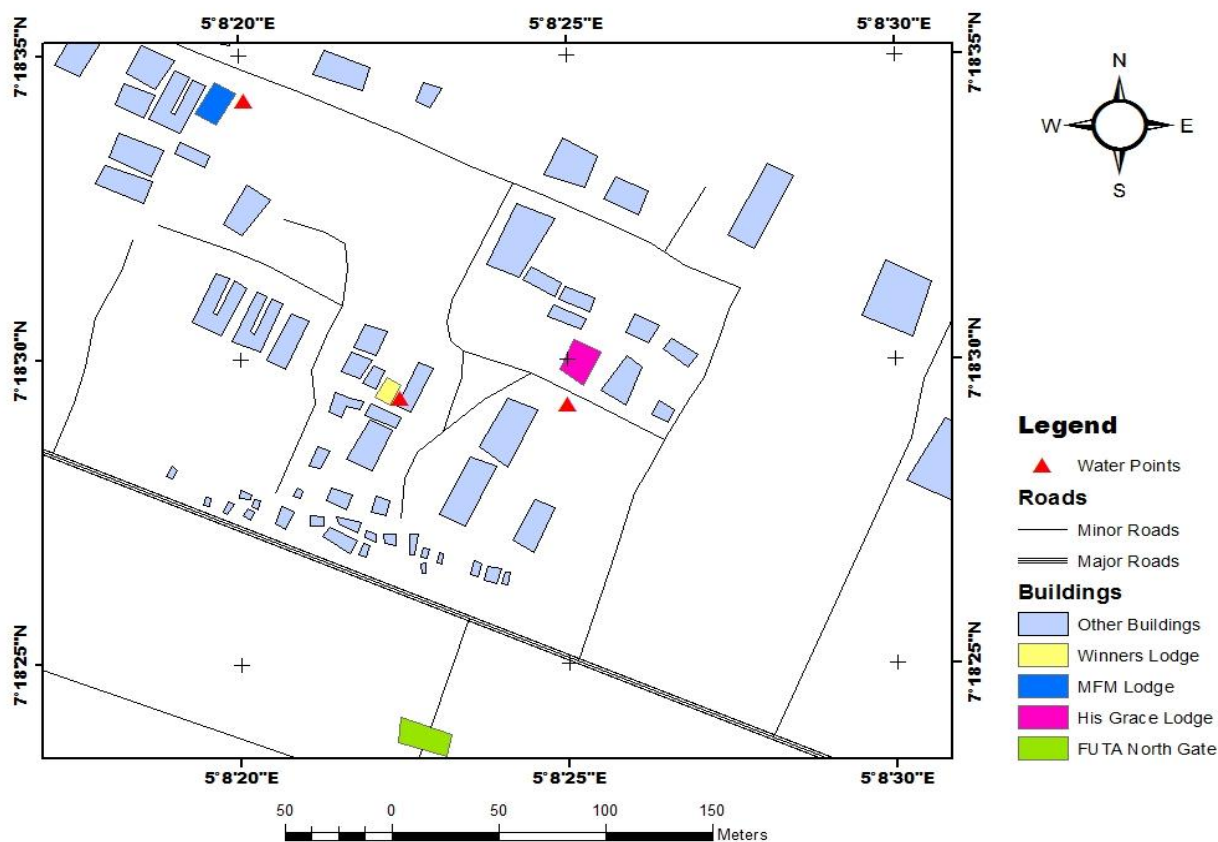 5°8'20"E 5°8'25"E 5°8'30"E
7°18'35"N 7°18'35"N
7°18'30"N 7°18'30"N
7°18'25"N 7°18'25"N
5°8'20"E 5°8'25"E 5°8'30"E
N
W E
S
Legend
Water Points
Roads
Minor Roads
Major Roads
Buildings
Other Buildings
Winners Lodge
MFM Lodge
His Grace Lodge
FUTA North Gate
50 25 0 50 100 150
Meters